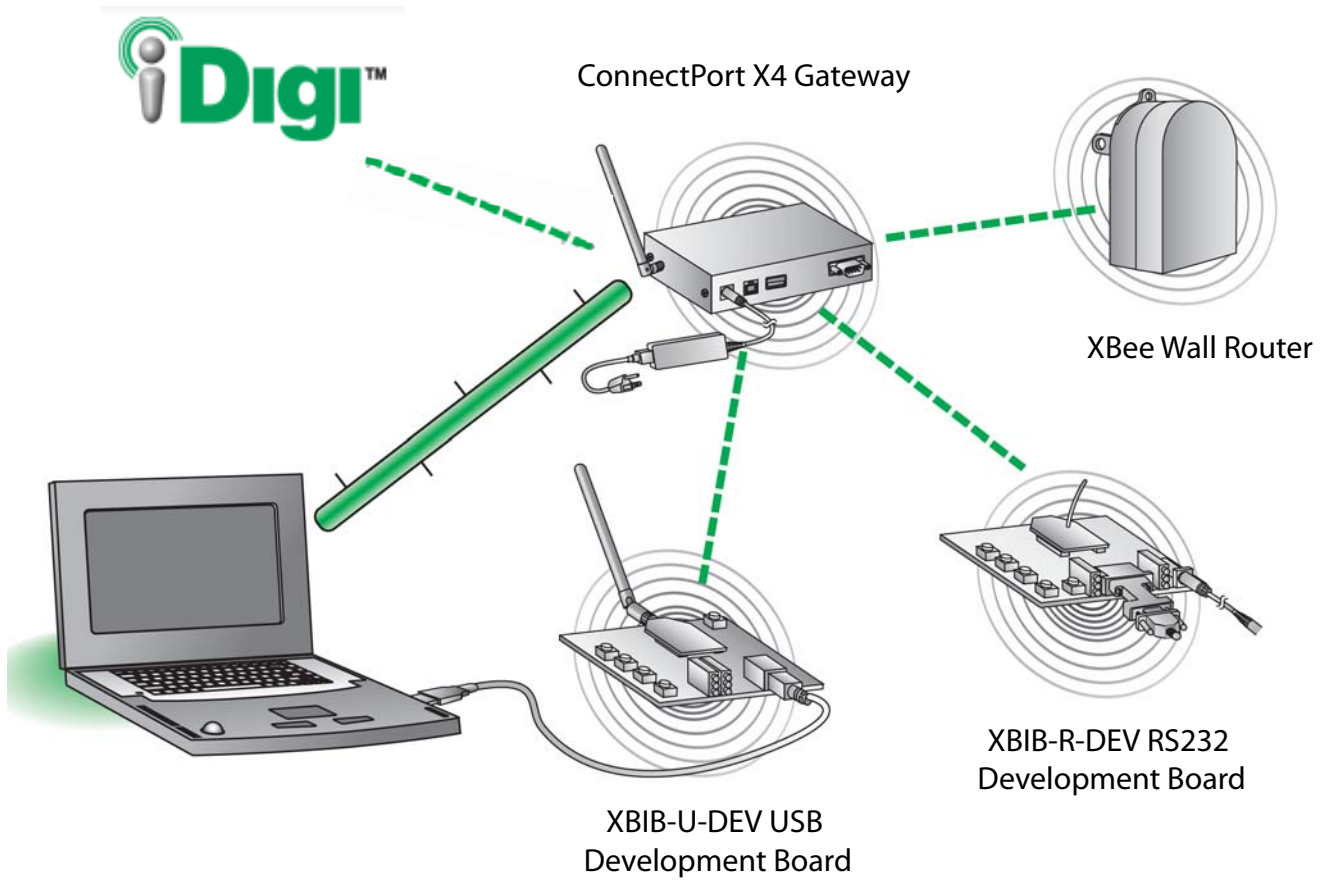 iDigi™
ConnectPort X4 Gateway
XBee Wall Router
XBIB-R-DEV RS232
Development Board
XBIB-U-DEV USB
Development Board